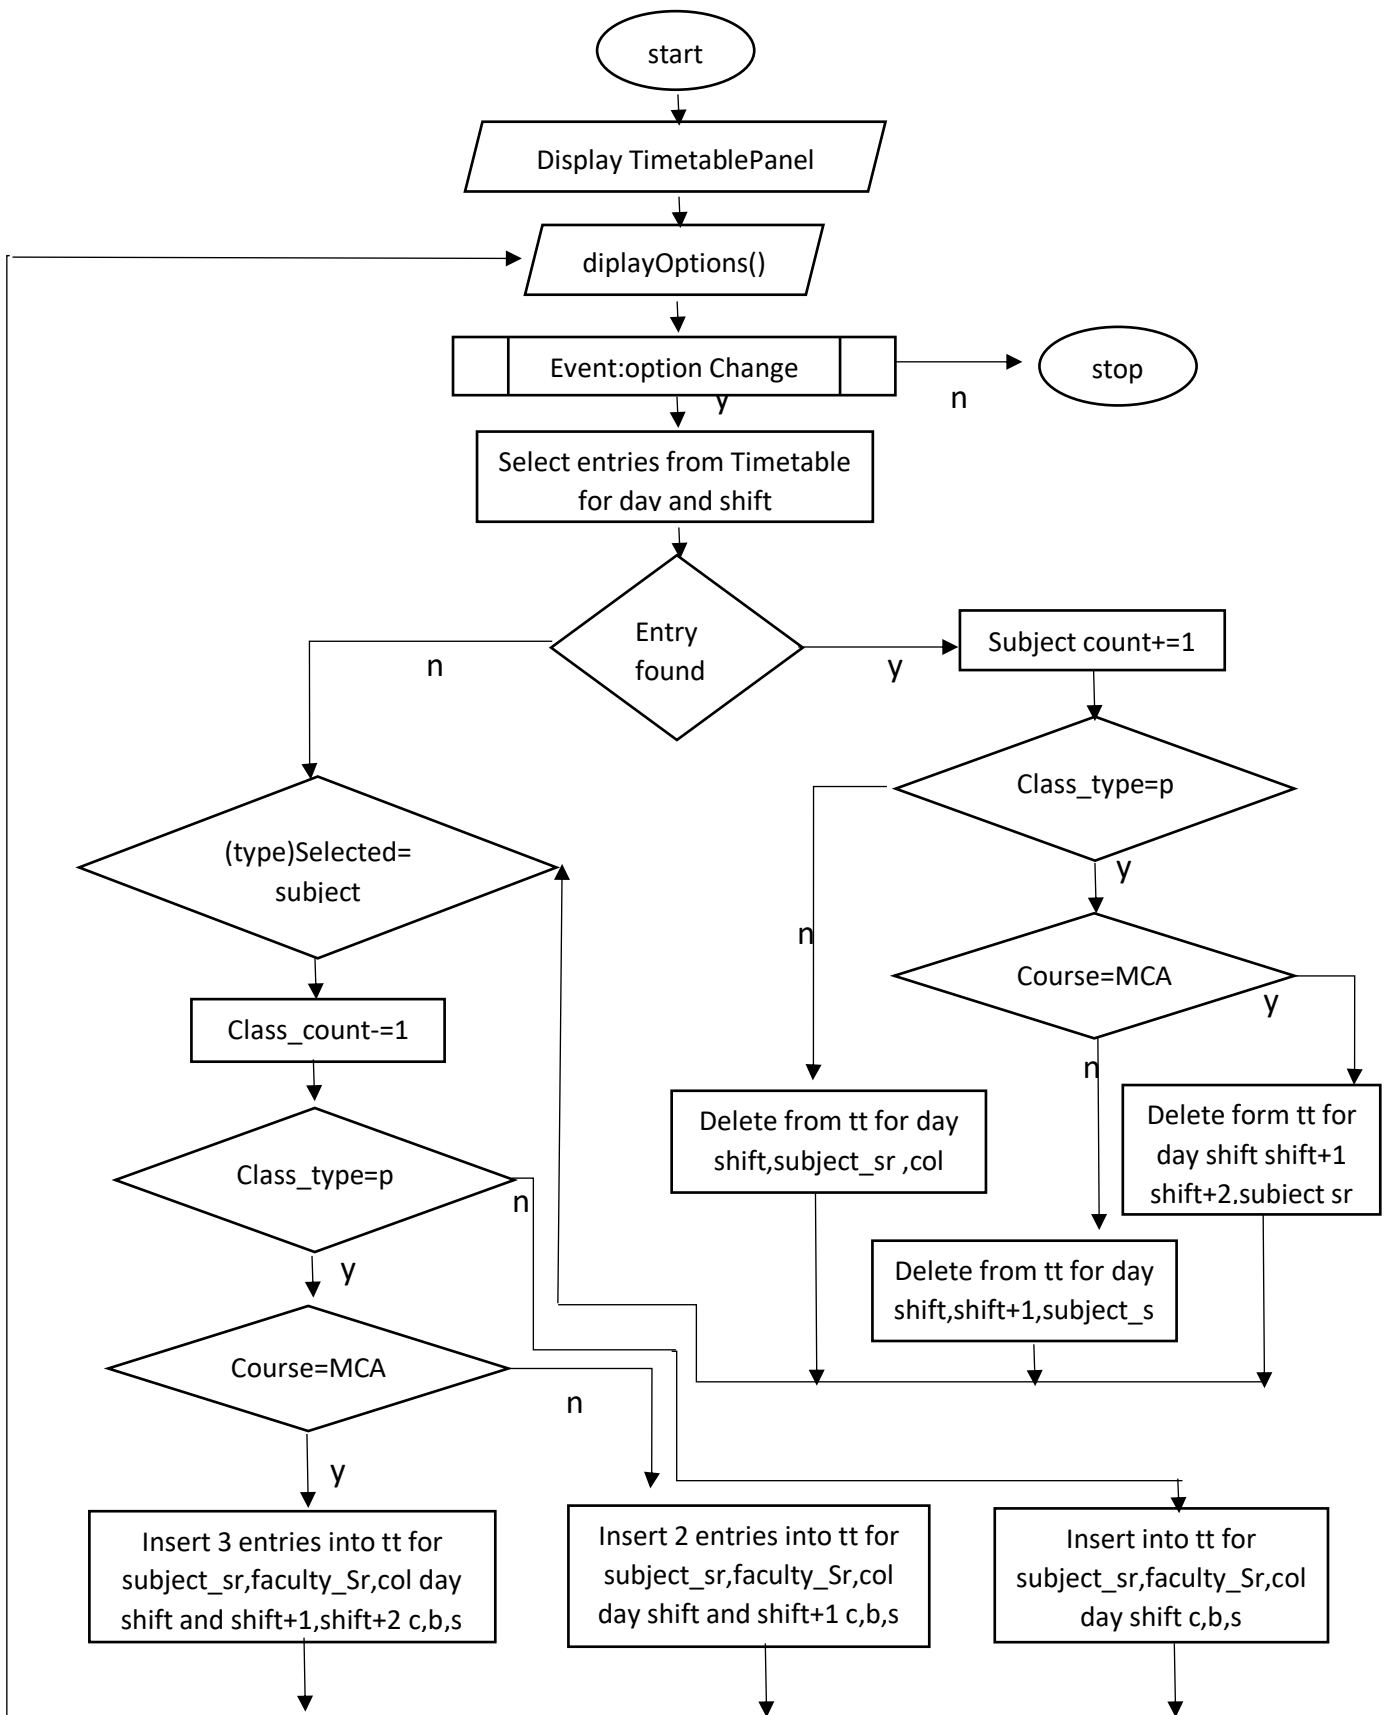 start
Display TimetablePanel
diplayOptions()
Event:option Change
n
stop
y
Select entries from Timetable
for day and shift
Entry
found
n
y
Subject count+=1
Class_type=p
n
y
(type)Selected=
subject
Course=MCA
y
n
Class_count-=1
Delete from tt for day
shift,subject_sr ,col
Delete form tt for
day shift shift+1
shift+2,subject sr
Class_type=p
n
y
Delete from tt for day
shift,shift+1,subject_s
Course=MCA
n
y
Insert 3 entries into tt for
subject_sr,faculty_Sr,col day
shift and shift+1,shift+2 c,b,s
Insert 2 entries into tt for
subject_sr,faculty_Sr,col
day shift and shift+1 c,b,s
Insert into tt for
subject_sr,faculty_Sr,col
day shift c,b,s